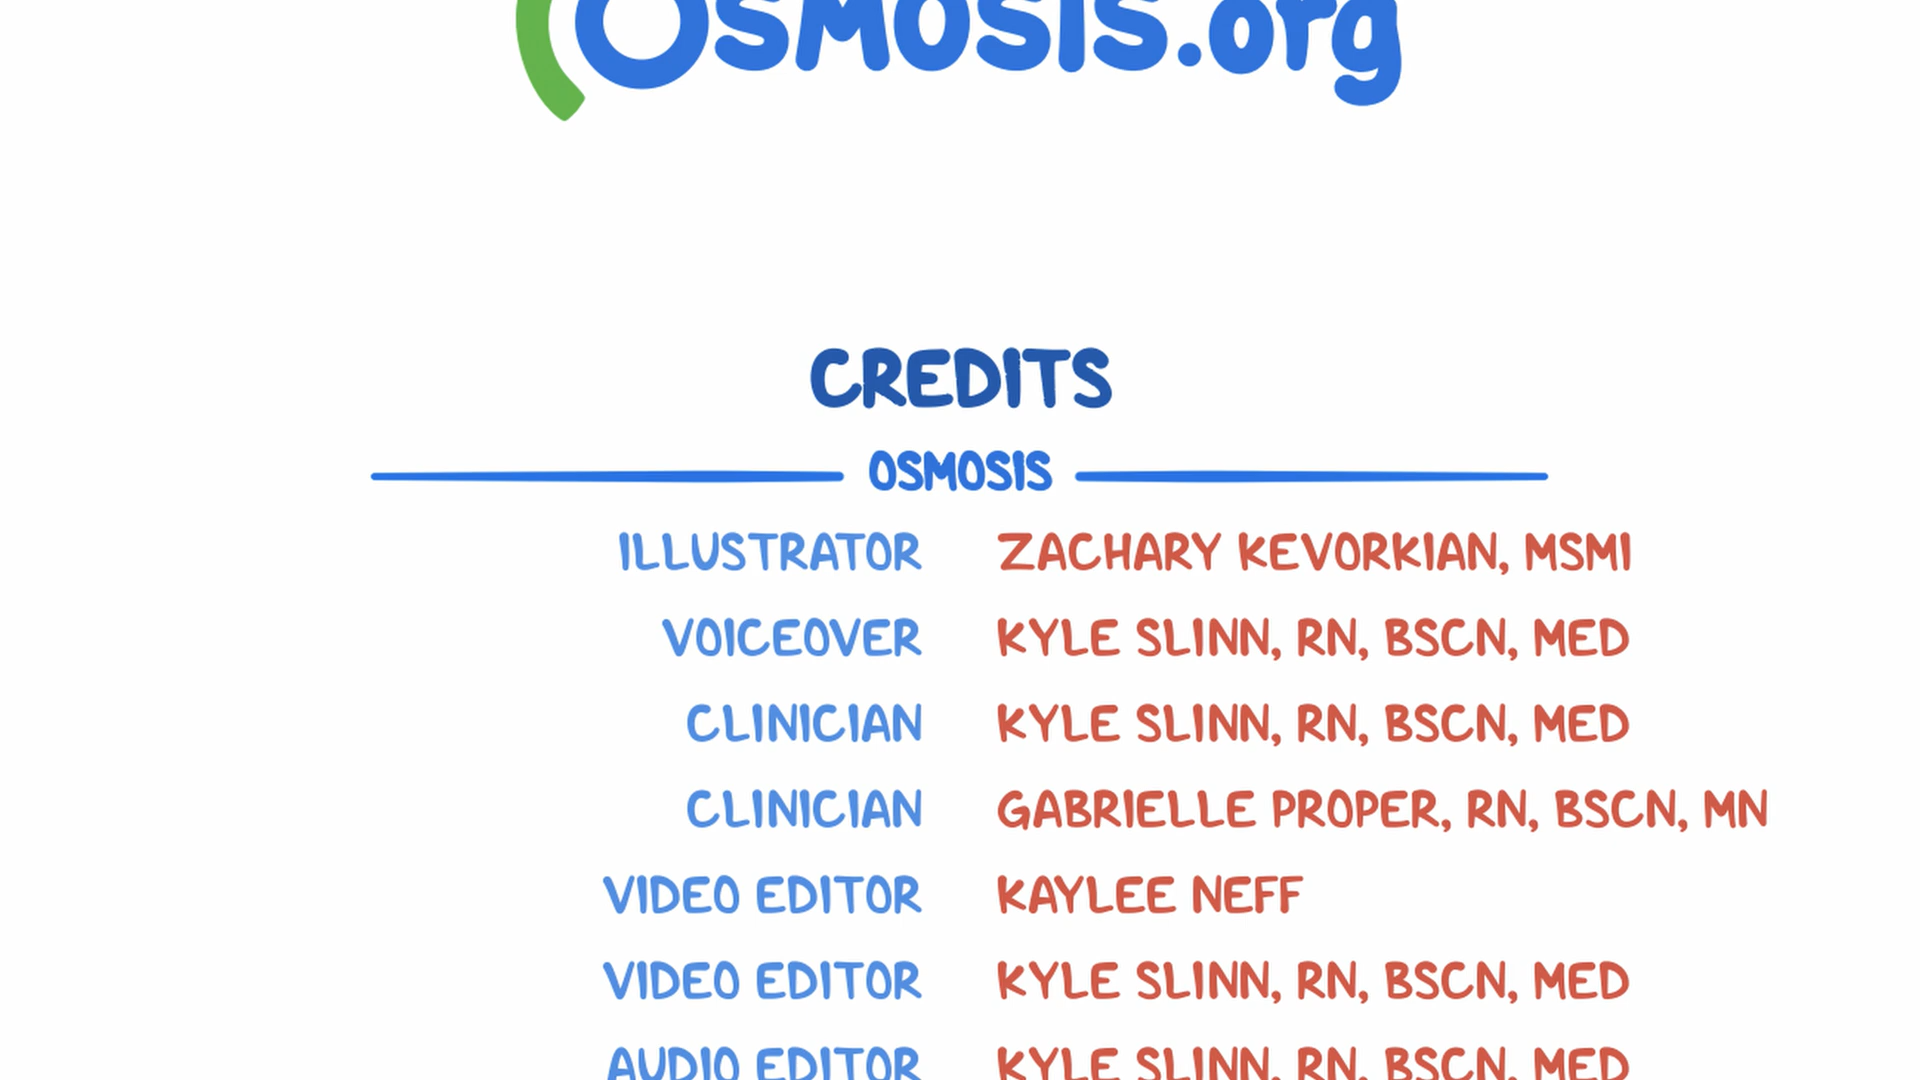 Osmosis.org
CREDITS
OSMOSIS
ILLUSTRATOR ZACHARY KEVORKIAN, MSMI
VOICEOVER KYLE SLINN, RN, BSCN, MED
CLINICIAN KYLE SLINN, RN, BSCN, MED
CLINICIAN GABRIELLE PROPER, RN, BSCN, MN
VIDEO EDITOR KAYLEE NEFF
VIDEO EDITOR KYLE SLINN, RN, BSCN, MED
AUDIO EDITOR KYLE SLINN, RN, BSCN, MED